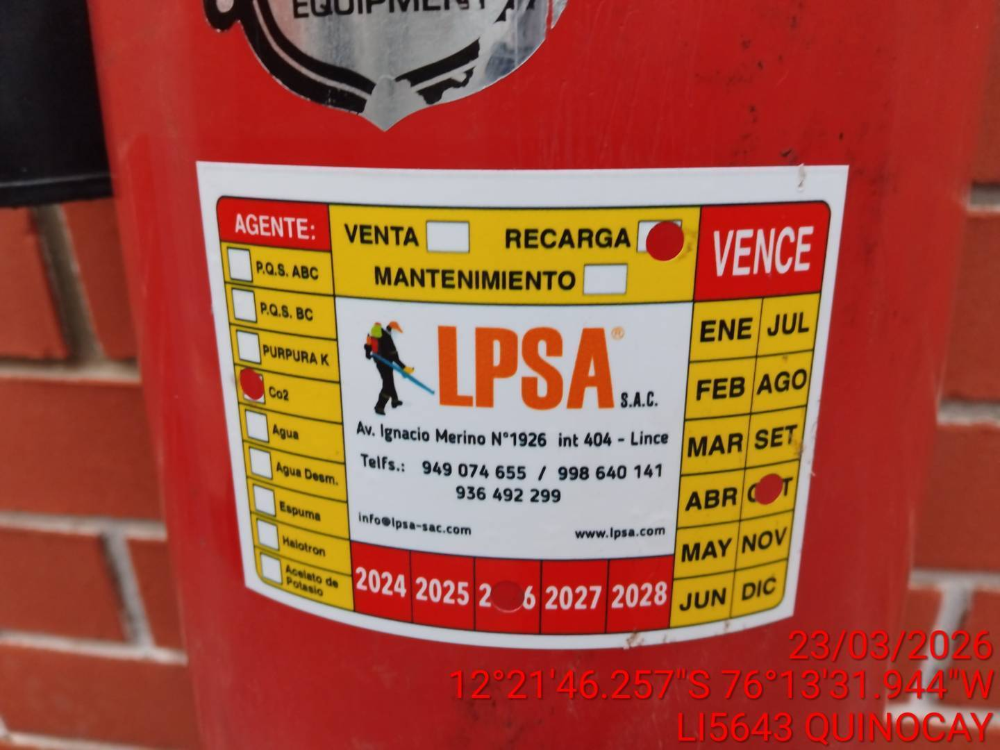 EQUIPMENT
AGENTE:
P.Q.S. ABC
P.Q.S. BC
PURPURA K
Co2
Agua
Agua Desm.
Espuma
Halotron
Acelato de
Potasio
VENTA
RECARGA
MANTENIMIENTO
LPSA®
S.A.C.
Av. Ignacio Merino N°1926 int 404 - Lince
Telfs.: 949 074 655 / 998 640 141
936 492 299
info@lpsa-sac.com
www.lpsa.com
2024 2025 2 6 2027 2028
VENCE
ENE JUL
FEB AGO
MAR SET
ABR T
MAY NOV
JUN DIC
23/03/2026
12°21'46.257"S 76°13'31.944"W
LI5643 QUINOCAY